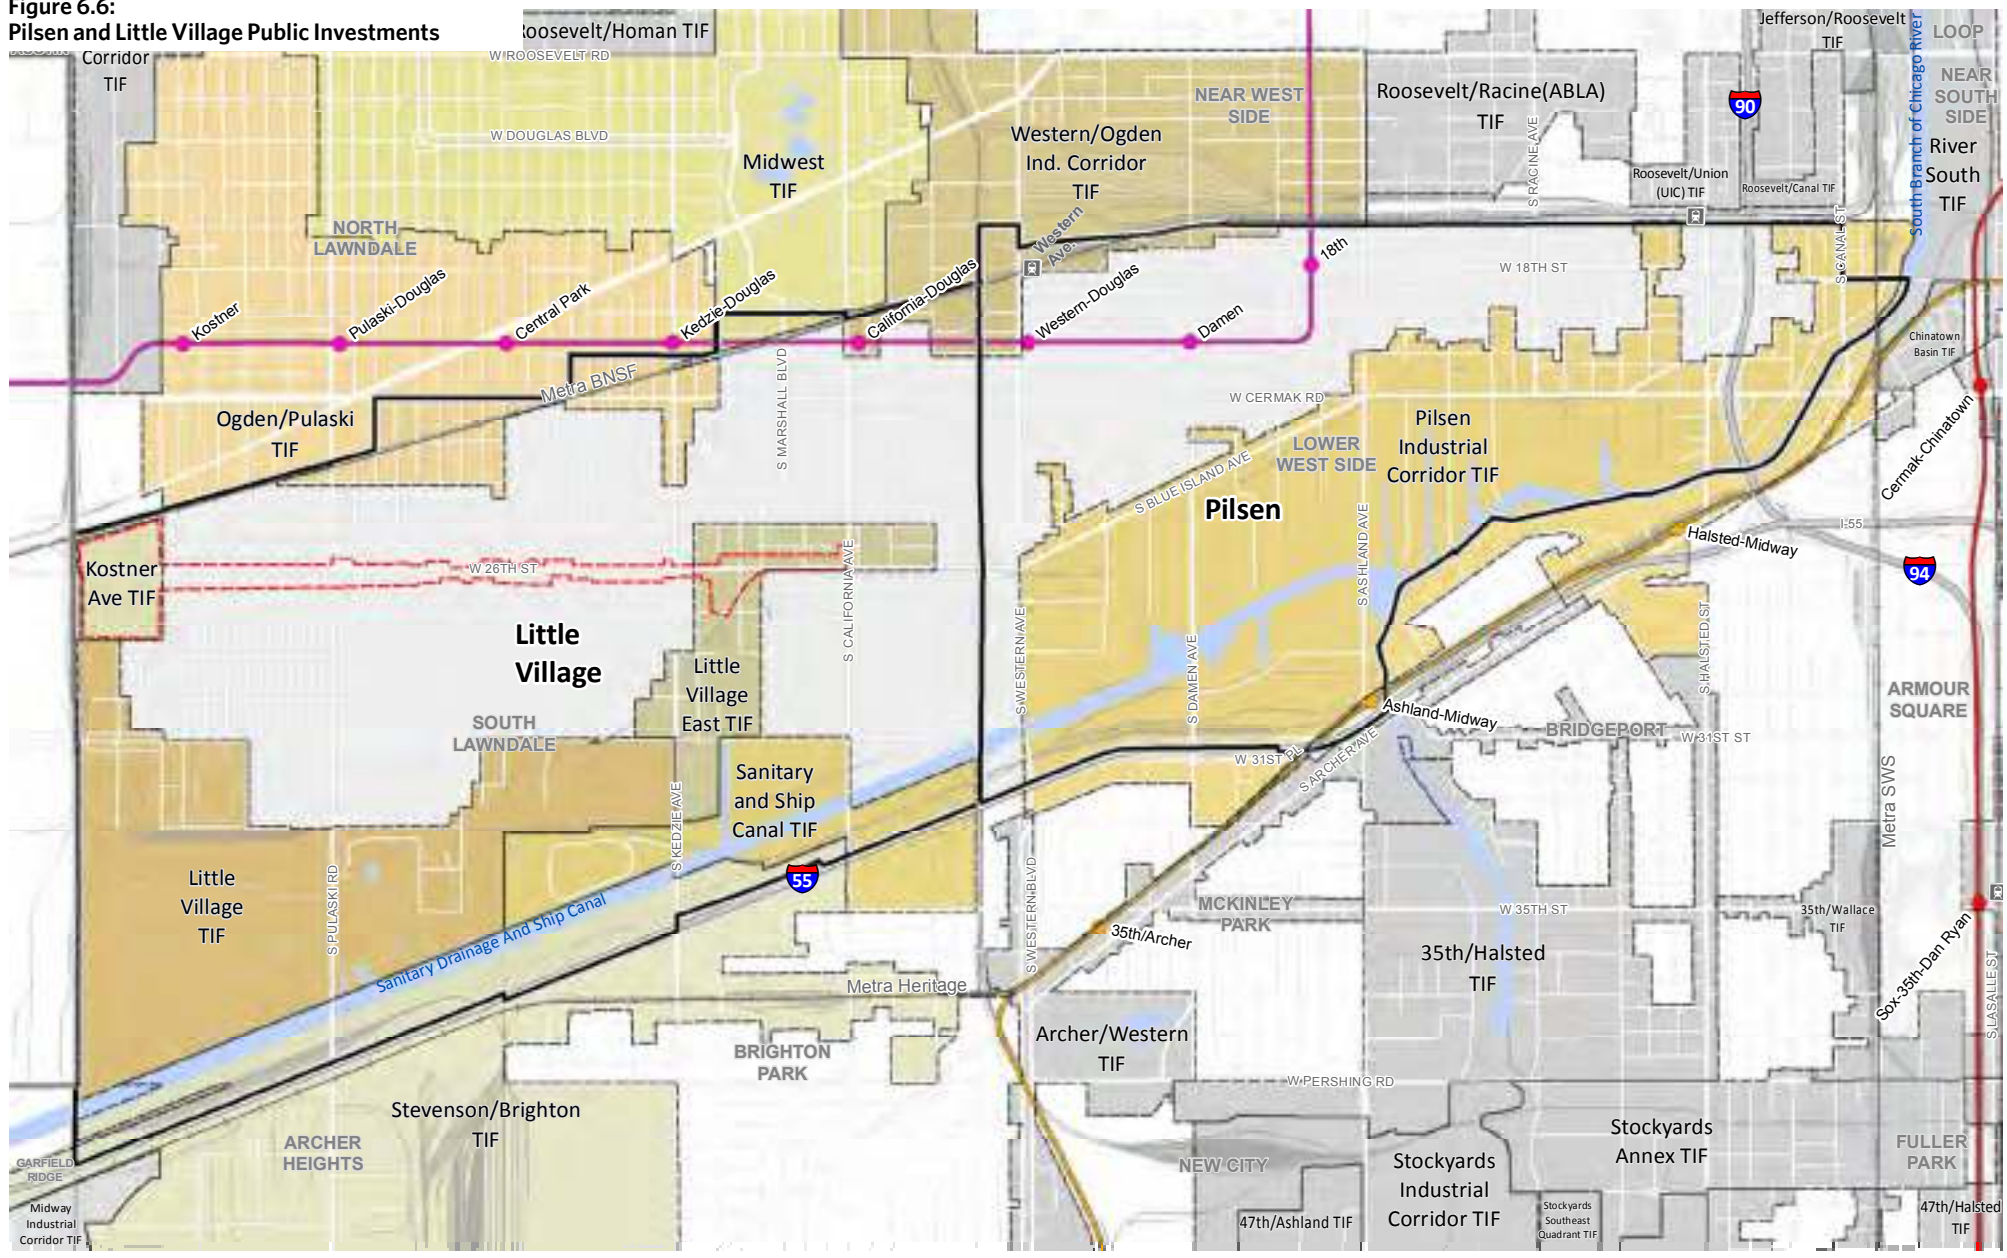 Figure 6.6:
Pilsen and Little Village Public Investments
Corridor
TIF
Roosevelt/Homan TIF
W ROOSEVELT RD
W DOUGLAS BLVD
Midwest
TIF
Western/Ogden
Ind. Corridor
TIF
NEAR WEST
SIDE
Roosevelt/Racine(ABLA)
TIF
S RACINE AVE
90
Roosevelt/Union
(UIC) TIF
Roosevelt/Canal TIF
Jefferson/Roosevelt
TIF
LOOP
NEAR
SOUTH
SIDE
River
South
TIF
South Branch of Chicago River
S CANAL ST
NORTH
LAWNDALE
Kostner
Pulaski-Douglas
Central Park
Kedzie-Douglas
California-Douglas
Western
Ave.
Western-Douglas
Damen
18th
W 18TH ST
Chinatown
Basin TIF
Cermak-Chinatown
Metra BNSF
S MARSHALL BLVD
W CERMAK RD
Ogden/Pulaski
TIF
LOWER
WEST SIDE
Pilsen
Industrial
Corridor TIF
S BLUE ISLAND AVE
Pilsen
S ASHLAND AVE
Halsted-Midway
I-55
94
Kostner
Ave TIF
W 26TH ST
S CALIFORNIA AVE
Little
Village
Little
Village
East TIF
S WESTERN AVE
S DAMEN AVE
S HALSTED ST
SOUTH
LAWNDALE
Ashland-Midway
BRIDGEPORT
W 31ST ST
ARMOUR
SQUARE
W 31ST PL
S ARCHER AVE
Metra SWS
Sanitary
and Ship
Canal TIF
S KEDZIE AVE
55
Little
Village
TIF
S PULASKI RD
Sanitary Drainage And Ship Canal
S WESTERN BLVD
35th/Archer
MCKINLEY
PARK
W 35TH ST
35th/Halsted
TIF
35th/Wallace
TIF
Sox-35th-Dan Ryan
S LASALLE ST
Metra Heritage
Archer/Western
TIF
BRIGHTON
PARK
W PERSHING RD
Stevenson/Brighton
TIF
ARCHER
HEIGHTS
GARFIELD
RIDGE
Midway
Industrial
Corridor TIF
NEW CITY
47th/Ashland TIF
Stockyards
Industrial
Corridor TIF
Stockyards
Annex TIF
Stockyards
Southeast
Quadrant TIF
FULLER
PARK
47th/Halsted
TIF